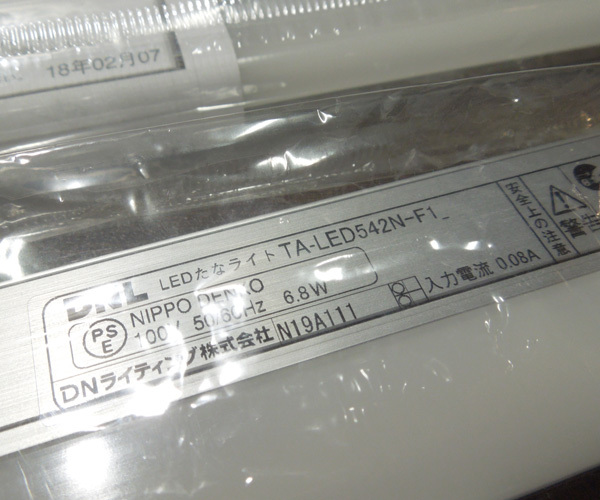 18年02月07
DNL LEDたなライト TA-LED542N-F1
PS E NIPPO DENKO
100V 50/60Hz 6.8W
入力電流 0.08A
DNライティング株式会社 N19A111
安全上の注意
警告